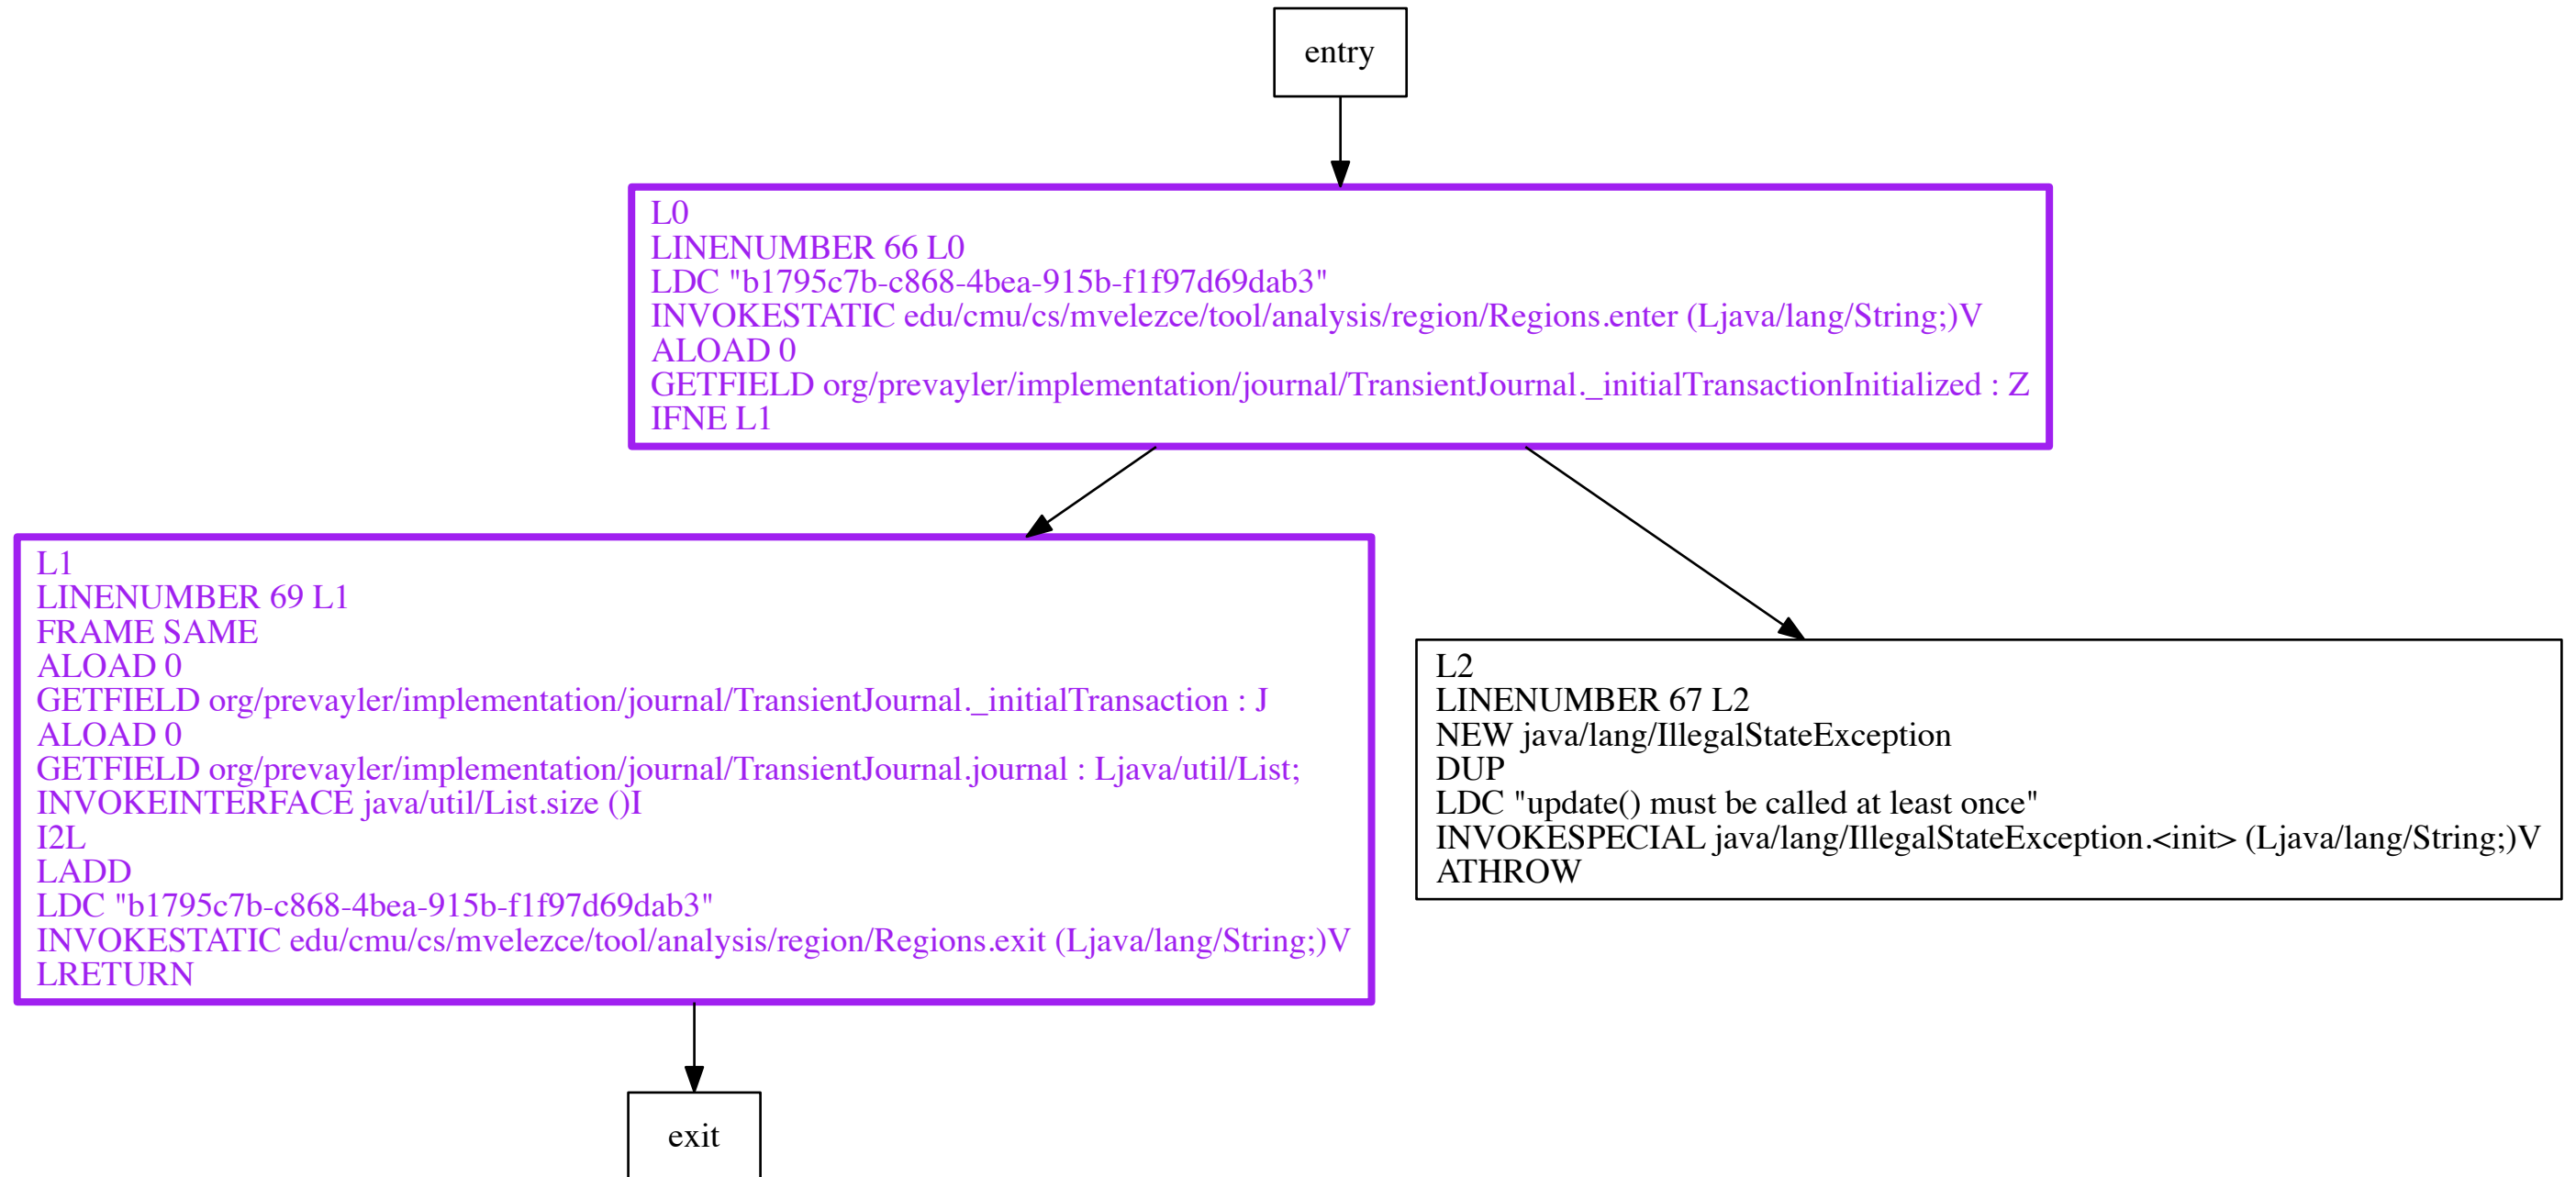 entry
L0
LINENUMBER 66 L0
LDC "b1795c7b-c868-4bea-915b-f1f97d69dab3"
INVOKESTATIC edu/cmu/cs/mvelezce/tool/analysis/region/Regions.enter (Ljava/lang/String;)V
ALOAD 0
GETFIELD org/prevayler/implementation/journal/TransientJournal._initialTransactionInitialized : Z
IFNE L1
L1
LINENUMBER 69 L1
FRAME SAME
ALOAD 0
GETFIELD org/prevayler/implementation/journal/TransientJournal._initialTransaction : J
ALOAD 0
GETFIELD org/prevayler/implementation/journal/TransientJournal.journal : Ljava/util/List;
INVOKEINTERFACE java/util/List.size ()I
I2L
LADD
LDC "b1795c7b-c868-4bea-915b-f1f97d69dab3"
INVOKESTATIC edu/cmu/cs/mvelezce/tool/analysis/region/Regions.exit (Ljava/lang/String;)V
LRETURN
L2
LINENUMBER 67 L2
NEW java/lang/IllegalStateException
DUP
LDC "update() must be called at least once"
INVOKESPECIAL java/lang/IllegalStateException.<init> (Ljava/lang/String;)V
ATHROW
exit